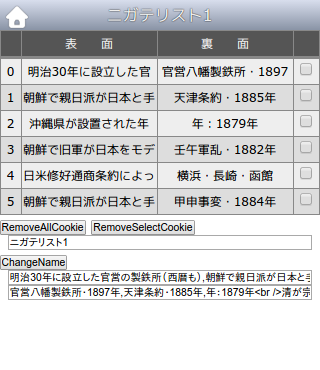 ニガテリスト1
表　面 裏　面
0 明治30年に設立した官 官営八幡製鉄所・1897
1 朝鮮で親日派が日本と手 天津条約・1885年
2 沖縄県が設置された年 年：1879年
3 朝鮮で旧軍が日本をモデ 壬午軍乱・1882年
4 日米修好通商条約によっ 横浜・長崎・函館
5 朝鮮で親日派が日本と手 甲申事変・1884年
RemoveAllCookie RemoveSelectCookie
ニガテリスト1
ChangeName
明治30年に設立した官営の製鉄所(西暦も),朝鮮で親日派が日本と手
官営八幡製鉄所・1897年,天津条約・1885年,年：1879年<br />清が宗